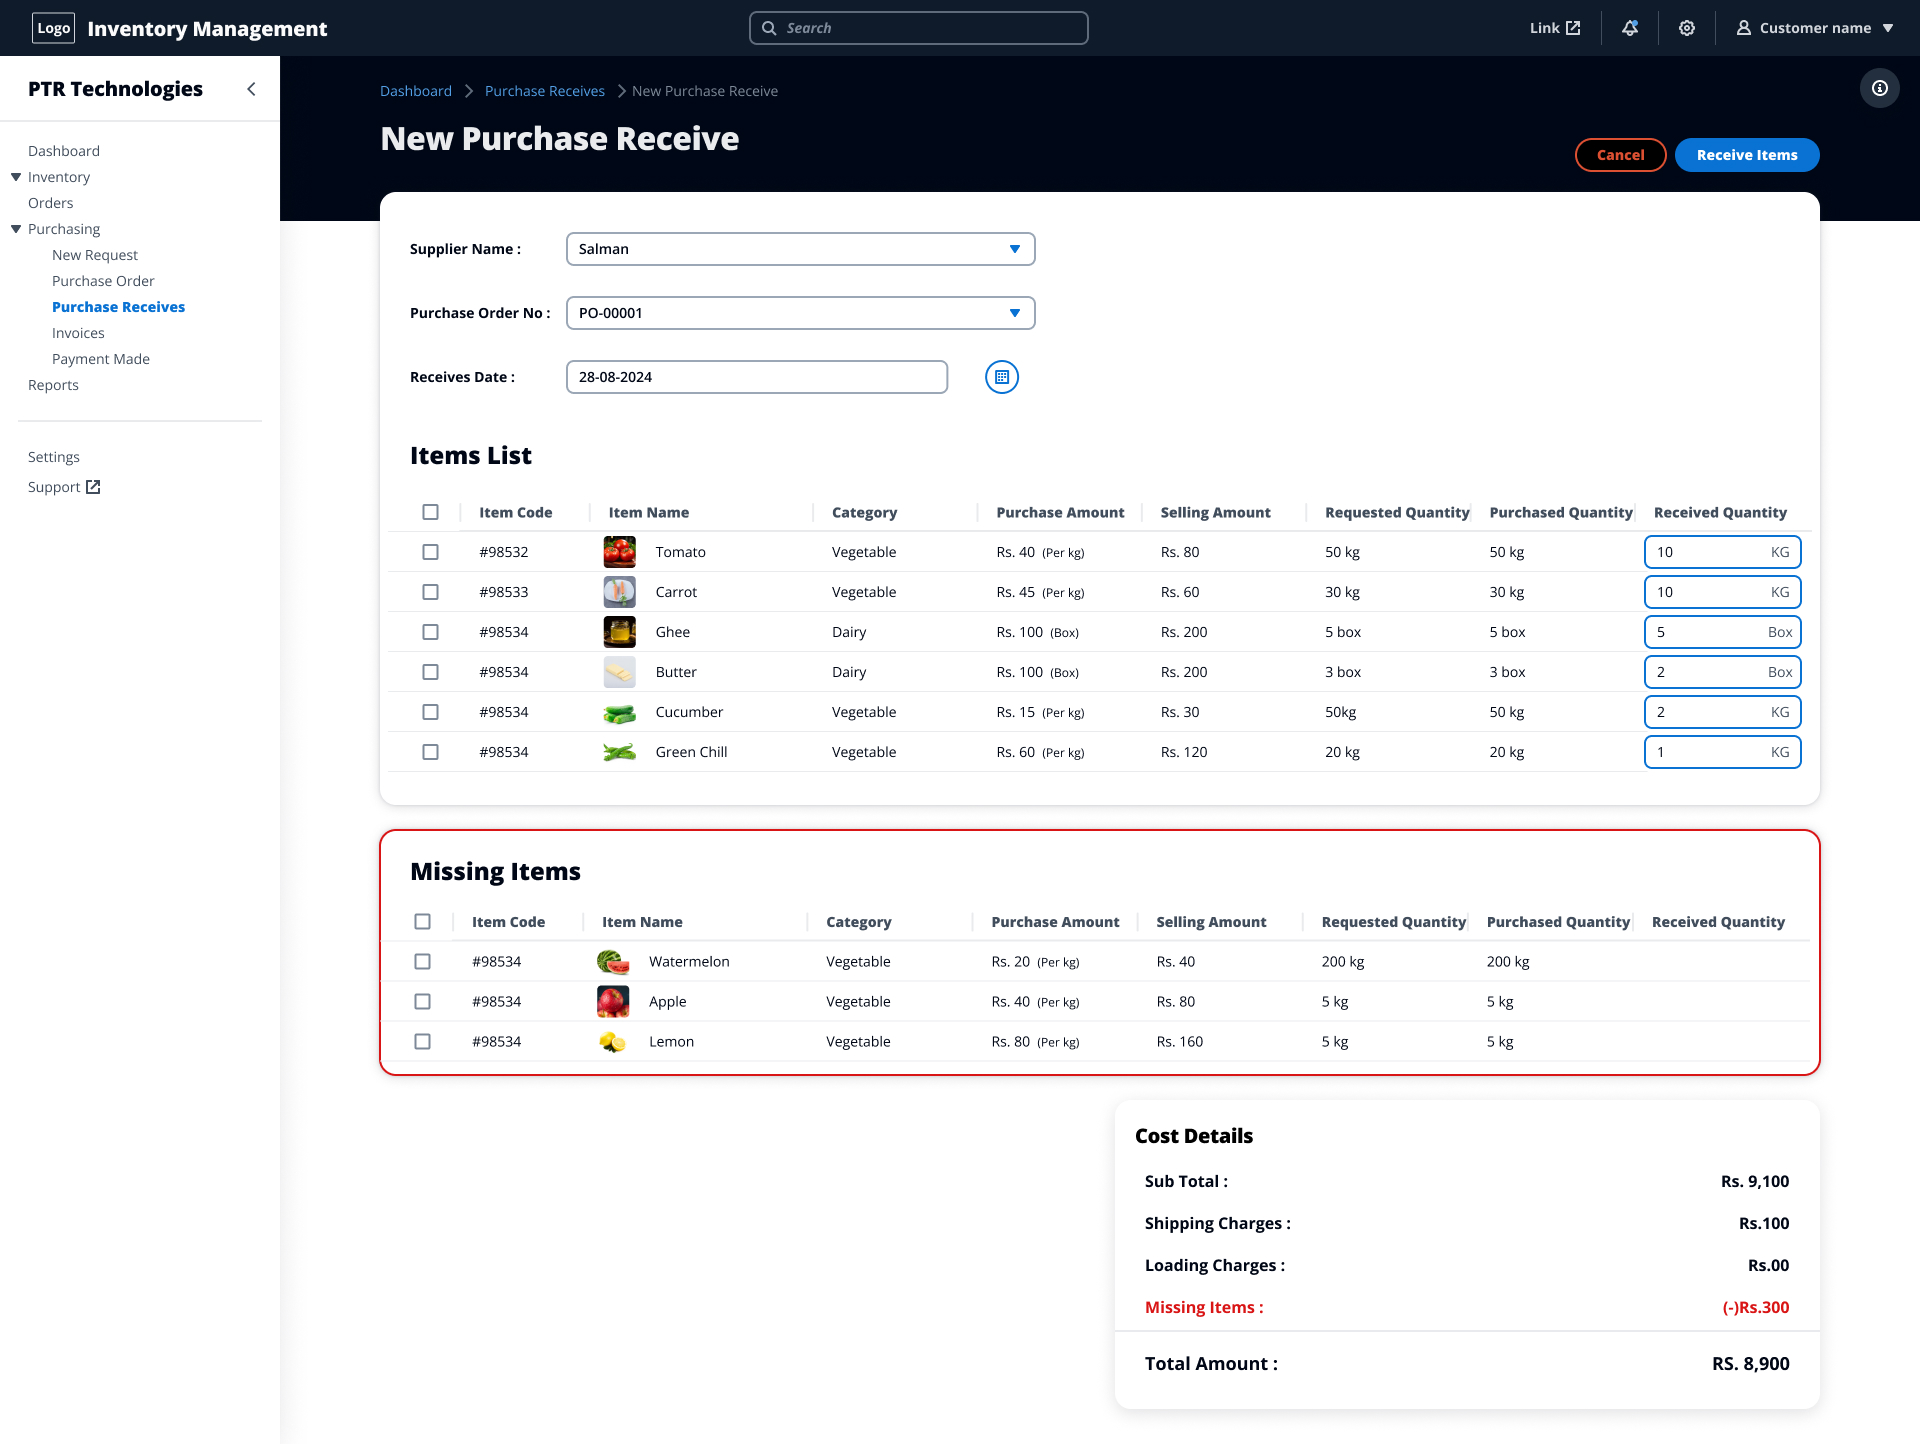 Logo Inventory Management Search Link Customer name
PTR Technologies
Dashboard
Inventory
Orders
Purchasing
New Request
Purchase Order
Purchase Receives
Invoices
Payment Made
Reports
Settings
Support
Dashboard Purchase Receives New Purchase Receive
New Purchase Receive
Cancel Receive Items
Supplier Name : Salman
Purchase Order No : PO-00001
Receives Date : 28-08-2024
Items List
Item Code Item Name Category Purchase Amount Selling Amount Requested Quantity Purchased Quantity Received Quantity
#98532 Tomato Vegetable Rs. 40 (Per kg) Rs. 80 50 kg 50 kg 10 KG
#98533 Carrot Vegetable Rs. 45 (Per kg) Rs. 60 30 kg 30 kg 10 KG
#98534 Ghee Dairy Rs. 100 (Box) Rs. 200 5 box 5 box 5 Box
#98534 Butter Dairy Rs. 100 (Box) Rs. 200 3 box 3 box 2 Box
#98534 Cucumber Vegetable Rs. 15 (Per kg) Rs. 30 50kg 50 kg 2 KG
#98534 Green Chill Vegetable Rs. 60 (Per kg) Rs. 120 20 kg 20 kg 1 KG
Missing Items
Item Code Item Name Category Purchase Amount Selling Amount Requested Quantity Purchased Quantity Received Quantity
#98534 Watermelon Vegetable Rs. 20 (Per kg) Rs. 40 200 kg 200 kg
#98534 Apple Vegetable Rs. 40 (Per kg) Rs. 80 5 kg 5 kg
#98534 Lemon Vegetable Rs. 80 (Per kg) Rs. 160 5 kg 5 kg
Cost Details
Sub Total : Rs. 9,100
Shipping Charges : Rs.100
Loading Charges : Rs.00
Missing Items : (-)Rs.300
Total Amount : RS. 8,900